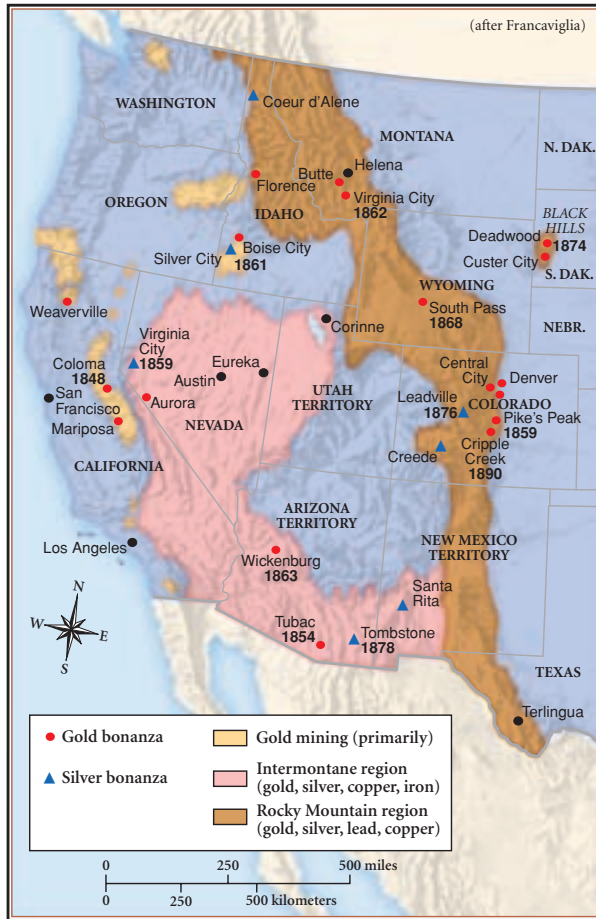 (after Francaviglia)
WASHINGTON
Coeur d'Alene
MONTANA
N. DAK.
Helena
Butte
Florence
Virginia City
1862
OREGON
IDAHO
BLACK
HILLS
Deadwood
1874
Custer City
S. DAK.
Boise City
Silver City
1861
WYOMING
South Pass
1868
NEBR.
Weaverville
Corinne
Virginia
City
1859
Coloma
1848
San
Francisco
Mariposa
Aurora
Austin
Eureka
NEVADA
UTAH
TERRITORY
Central
City
Denver
Leadville
1876
COLORADO
Pike's Peak
1859
Cripple
Creek
1890
Creede
CALIFORNIA
ARIZONA
TERRITORY
NEW MEXICO
TERRITORY
Los Angeles
Wickenburg
1863
Santa
Rita
Tubac
1854
Tombstone
1878
TEXAS
Terlingua
N
W
E
S
Gold bonanza
Silver bonanza
Gold mining (primarily)
Intermontane region
(gold, silver, copper, iron)
Rocky Mountain region
(gold, silver, lead, copper)
0 250 500 miles
0 250 500 kilometers